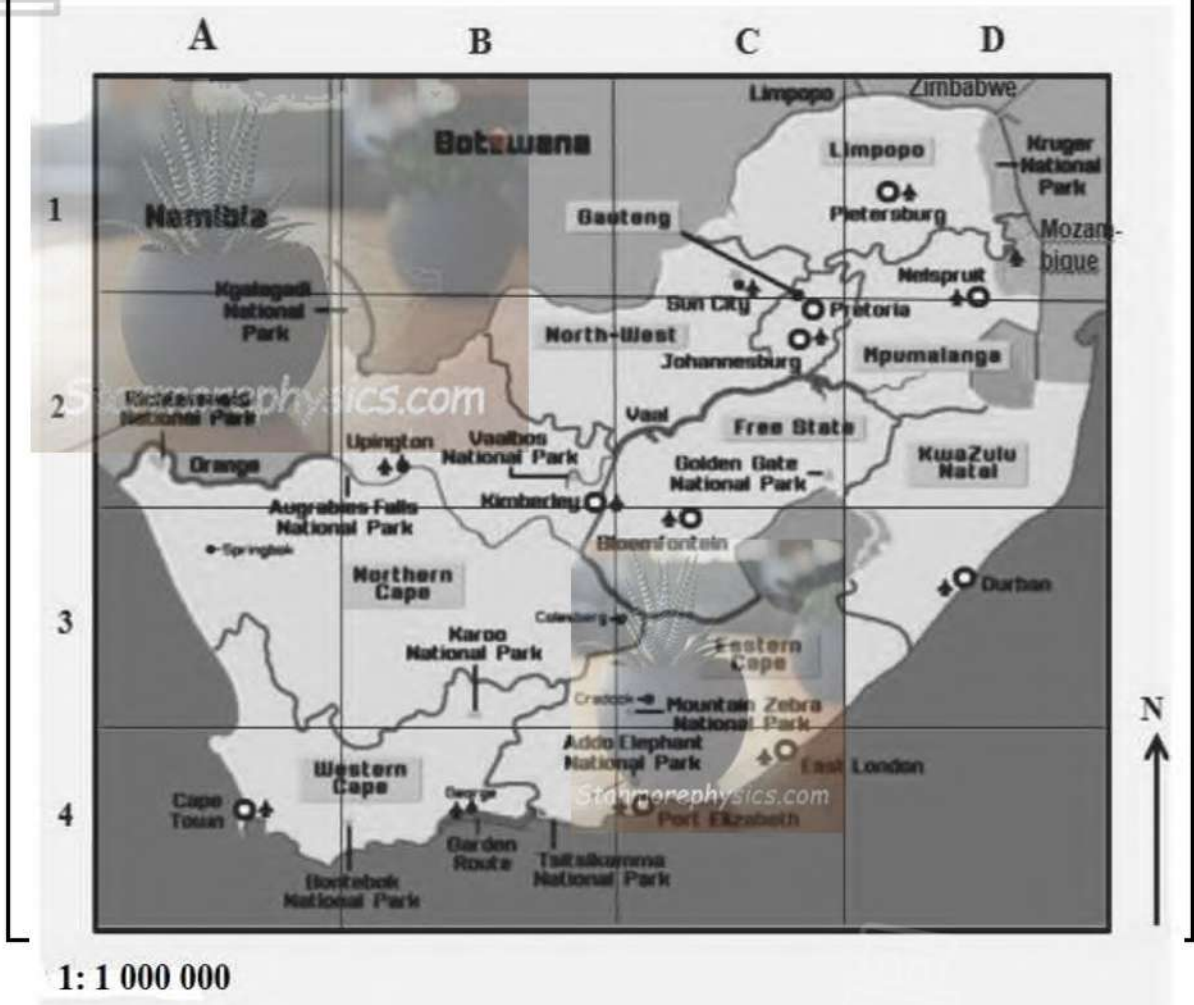 A B C D
1
2
3
4
Zimbabwe
Limpopo
Botswana
Limpopo
Kruger
National
Park
Pietersburg
Namibia
Gauteng
Mozam-
bique
Nelspruit
Kgalagadi
National
Park
Sun City
Pretoria
North-West
Johannesburg
Mpumalanga
Stanmorephysics.com
National Park
Vaal
Free State
Upington
Vaalbos
National Park
Orange
Golden Gate
National Park
KwaZulu
Natal
Kimberley
Augrabies Falls
National Park
Bloemfontein
Springbok
Northern
Cape
Durban
Colesberg
Karoo
National Park
Eastern
Cape
Cradock
Mountain Zebra
National Park
N
Addo Elephant
National Park
East London
Western
Cape
Stanmorephysics.com
George
Cape
Town
Port Elizabeth
Garden
Route
Tsitsikamma
National Park
Bontebok
National Park
1: 1 000 000